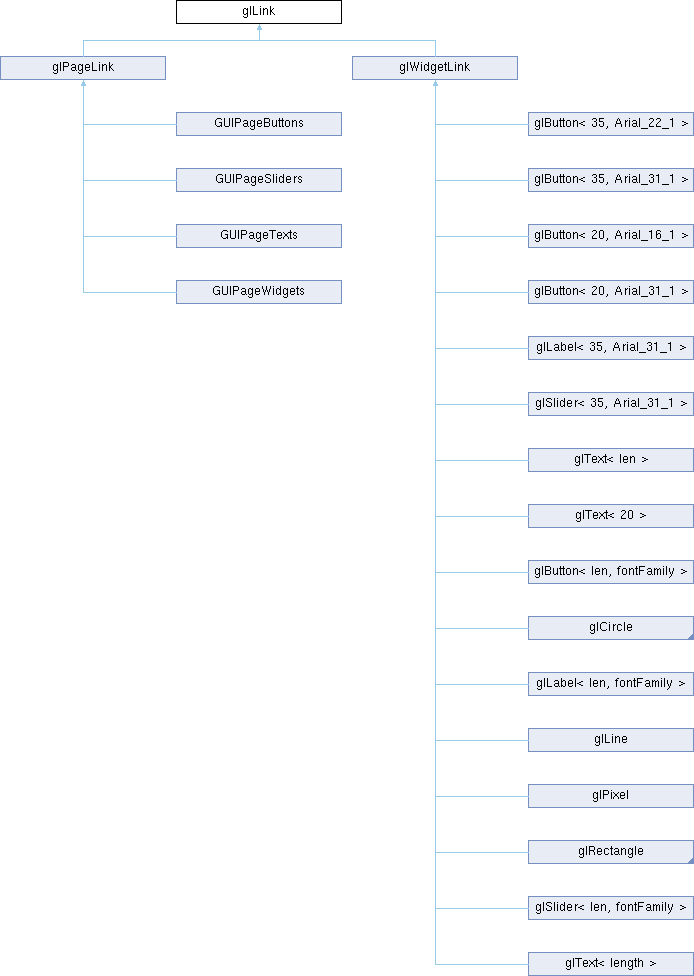 glLink
glPageLink
glWidgetLink
GUIPageButtons
glButton< 35, Arial_22_1 >
GUIPageSliders
glButton< 35, Arial_31_1 >
GUIPageTexts
glButton< 20, Arial_16_1 >
GUIPageWidgets
glButton< 20, Arial_31_1 >
glLabel< 35, Arial_31_1 >
glSlider< 35, Arial_31_1 >
glText< len >
glText< 20 >
glButton< len, fontFamily >
glCircle
glLabel< len, fontFamily >
glLine
glPixel
glRectangle
glSlider< len, fontFamily >
glText< length >